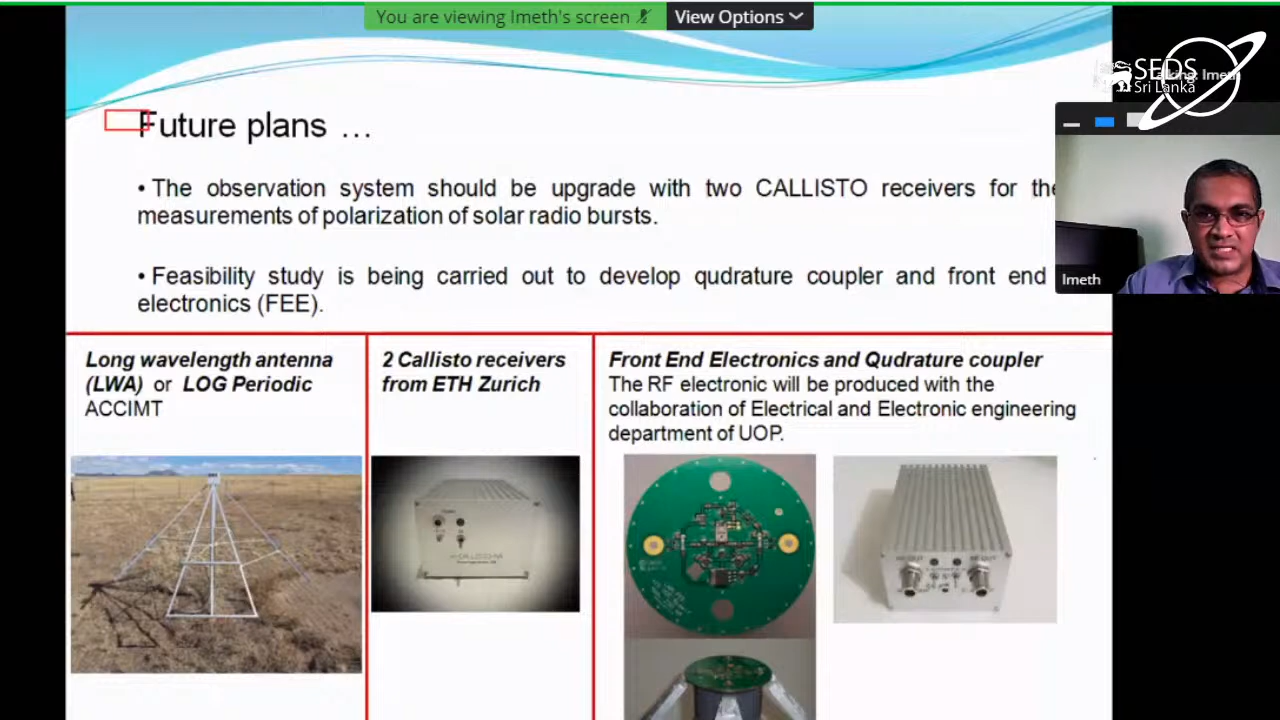 You are viewing Imeth's screen
View Options
SEDS
Sri Lanka
Future plans ...
• The observation system should be upgrade with two CALLISTO receivers for the
measurements of polarization of solar radio bursts.
• Feasibility study is being carried out to develop qudrature coupler and front end
electronics (FEE).
Imeth
Long wavelength antenna
(LWA) or LOG Periodic
ACCIMT
2 Callisto receivers
from ETH Zurich
Front End Electronics and Qudrature coupler
The RF electronic will be produced with the
collaboration of Electrical and Electronic engineering
department of UOP.